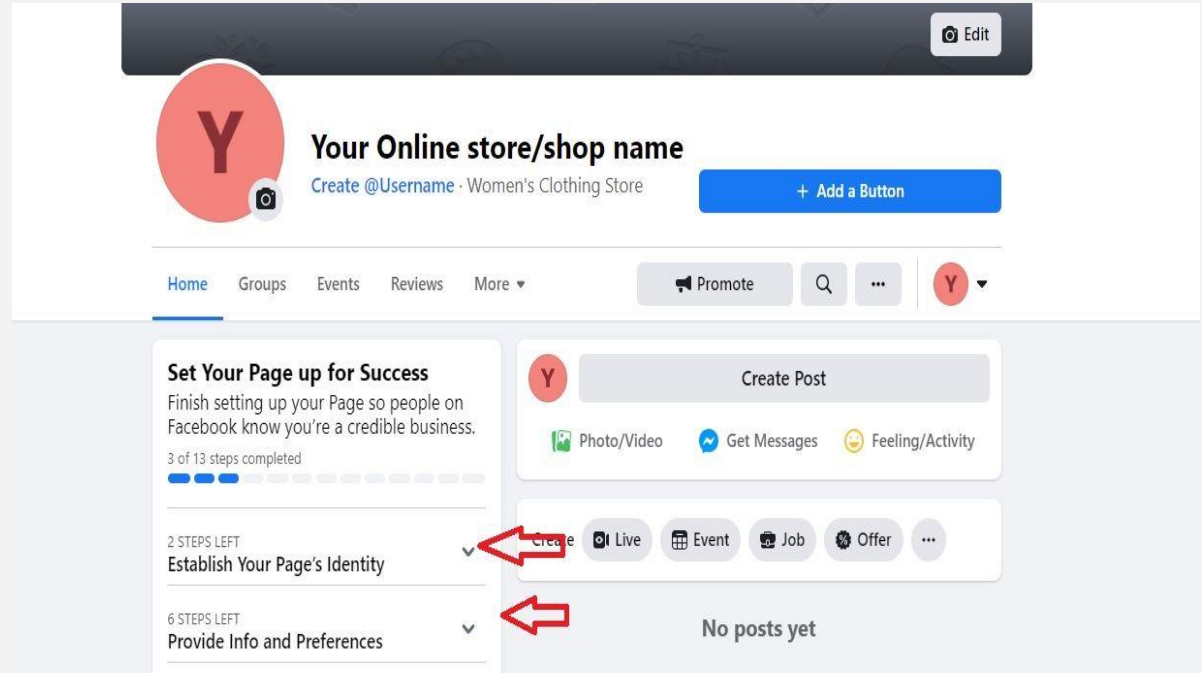 Edit
Y
Your Online store/shop name
Create @Username · Women's Clothing Store
+ Add a Button
Home Groups Events Reviews More
Promote
Y
Set Your Page up for Success
Finish setting up your Page so people on
Facebook know you're a credible business.
3 of 13 steps completed
2 STEPS LEFT
Establish Your Page's Identity
6 STEPS LEFT
Provide Info and Preferences
Y
Create Post
Photo/Video Get Messages Feeling/Activity
Create Live Event Job Offer
No posts yet